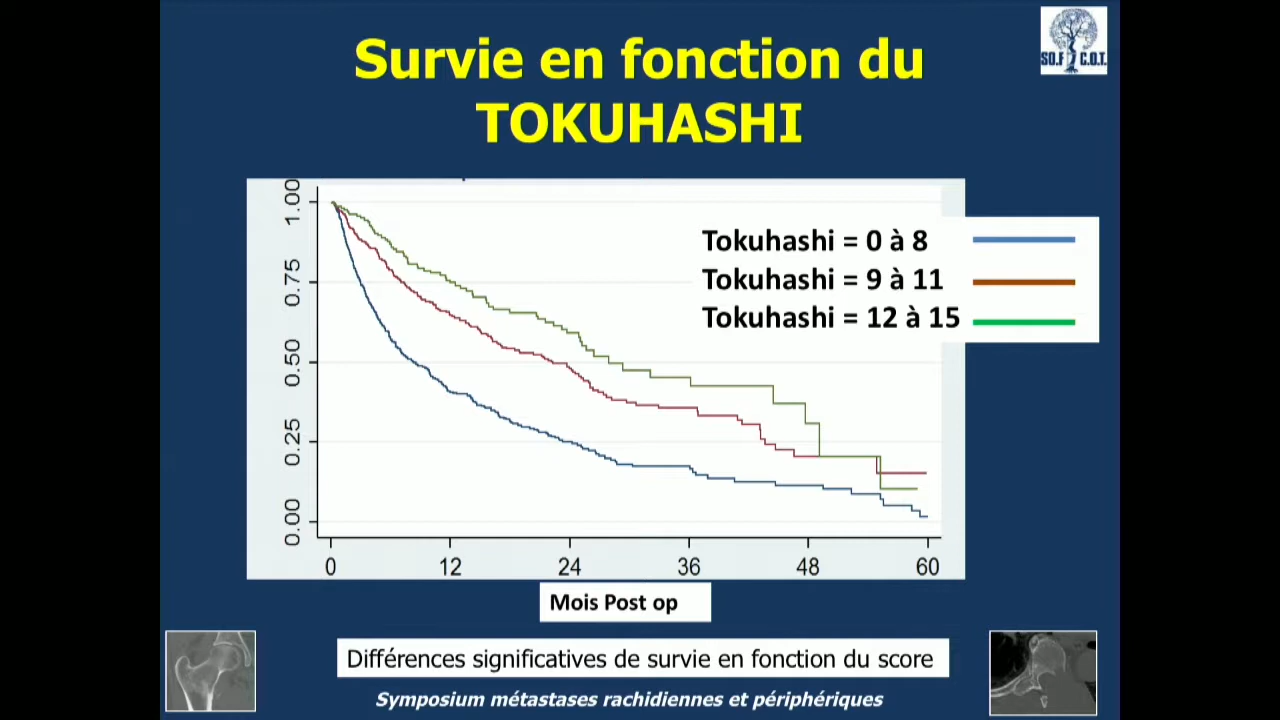 Survie en fonction du
TOKUHASHI
SO.F C.O.T.
1.00
0.75
0.50
0.25
0.00
Tokuhashi = 0 à 8
Tokuhashi = 9 à 11
Tokuhashi = 12 à 15
0 12 24 36 48 60
Mois Post op
Différences significatives de survie en fonction du score
Symposium métastases rachidiennes et périphériques